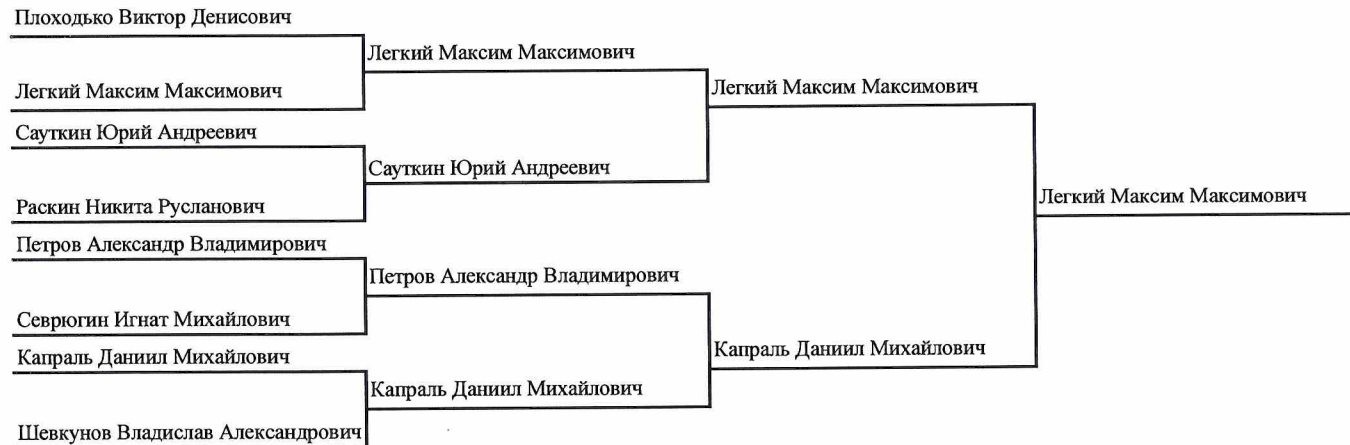 Плоходько Виктор Денисович
Легкий Максим Максимович
Легкий Максим Максимович
Легкий Максим Максимович
Сауткин Юрий Андреевич
Сауткин Юрий Андреевич
Раскин Никита Русланович
Легкий Максим Максимович
Петров Александр Владимирович
Петров Александр Владимирович
Севрюгин Игнат Михайлович
Капраль Даниил Михайлович
Капраль Даниил Михайлович
Капраль Даниил Михайлович
Шевкунов Владислав Александрович